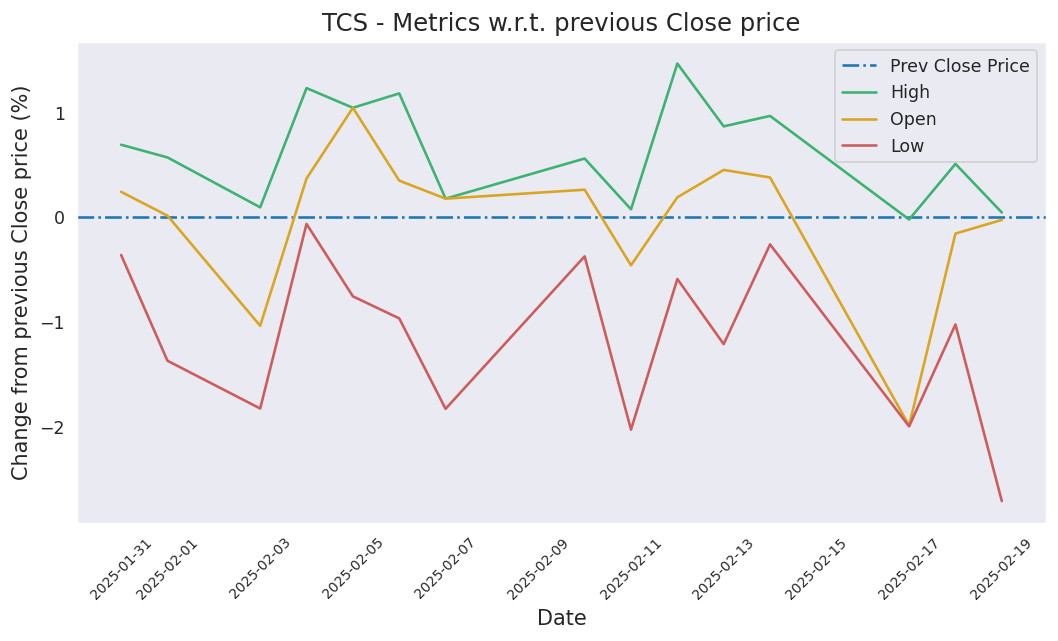 TCS - Metrics w.r.t. previous Close price
Prev Close Price
High
Open
Low
Change from previous Close price (%)
1
0
−1
−2
2025-01-31
2025-02-01
2025-02-03
2025-02-05
2025-02-07
2025-02-09
2025-02-11
2025-02-13
2025-02-15
2025-02-17
2025-02-19
Date